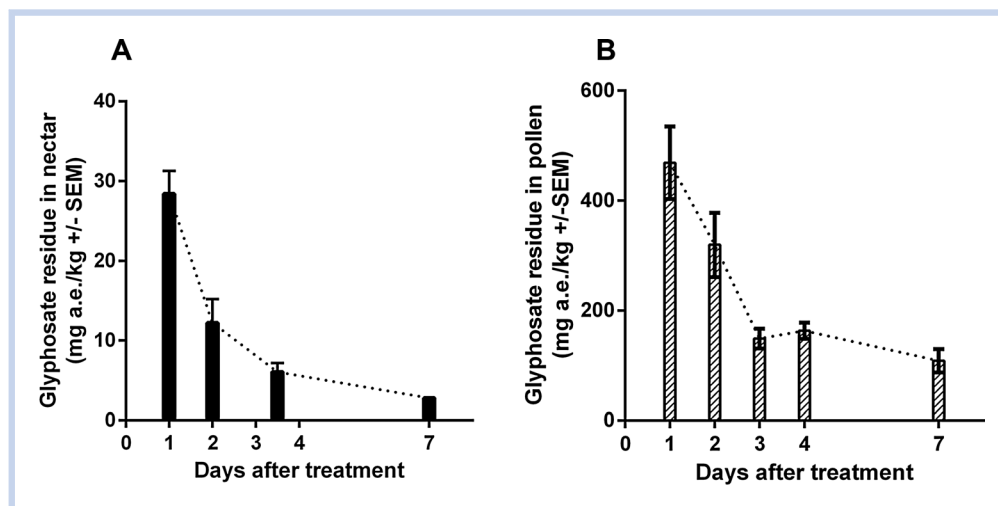 A
Glyphosate residue in nectar
(mg a.e./kg +/- SEM)
40
30
20
10
0
0 1 2 3 4 7
Days after treatment
B
Glyphosate residue in pollen
(mg a.e./kg +/-SEM)
600
400
200
0
0 1 2 3 4 7
Days after treatment